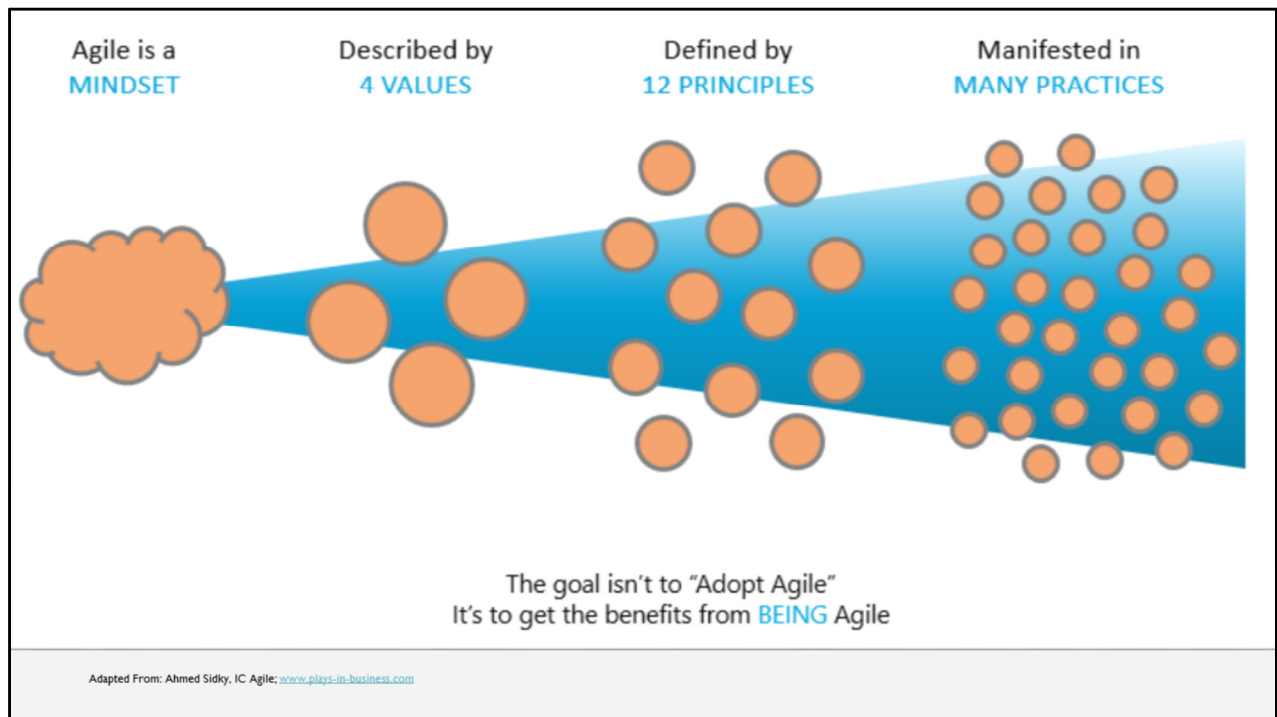 Agile is a
MINDSET
Described by
4 VALUES
Defined by
12 PRINCIPLES
Manifested in
MANY PRACTICES
The goal isn't to “Adopt Agile”
It's to get the benefits from BEING Agile
Adapted From: Ahmed Sidky, IC Agile; www.plays-in-business.com